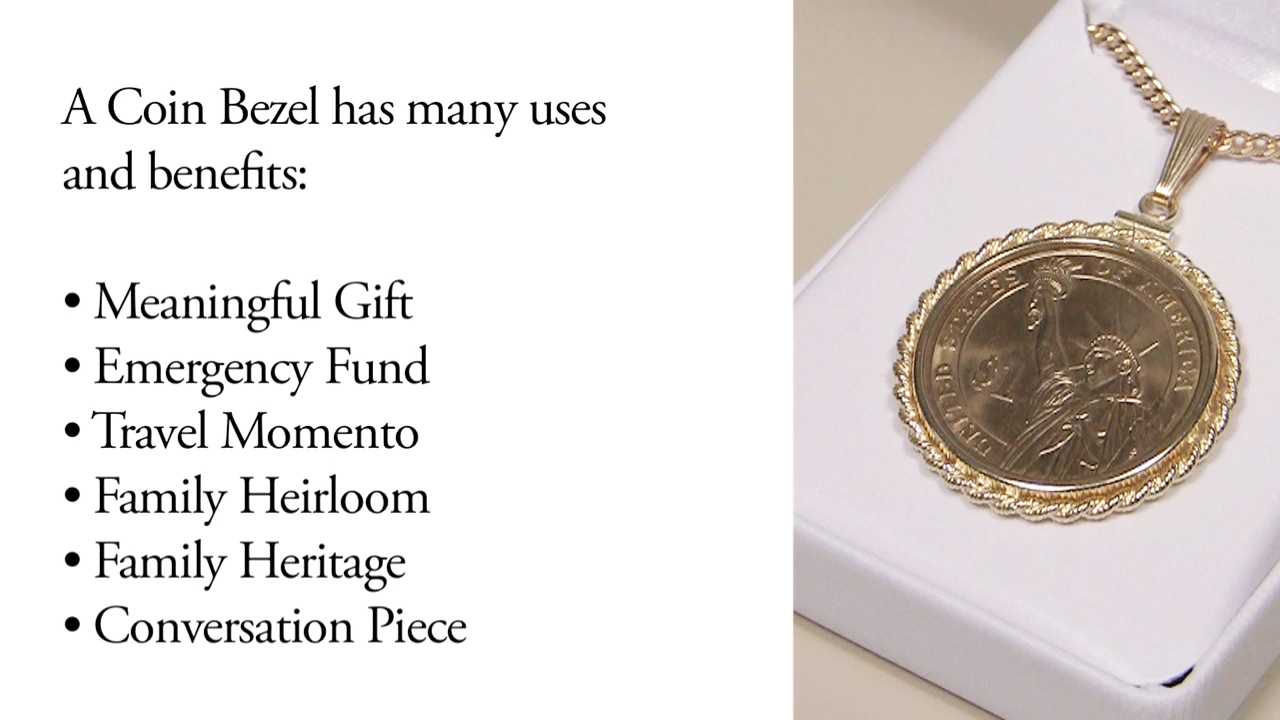 A Coin Bezel has many uses
and benefits:
• Meaningful Gift
• Emergency Fund
• Travel Momento
• Family Heirloom
• Family Heritage
• Conversation Piece
UNITED STATES OF AMERICA
$1